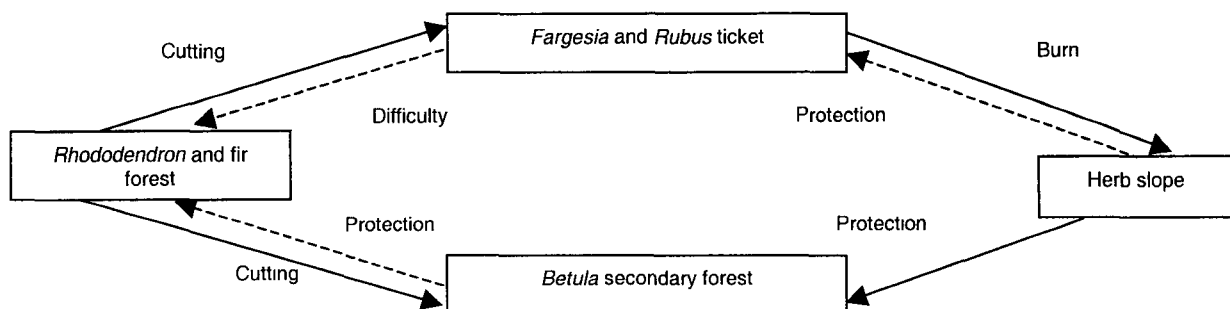 Cutting
Fargesia and Rubus ticket
Burn
Difficulty
Protection
Rhododendron and fir
forest
Herb slope
Protection
Protection
Cutting
Betula secondary forest